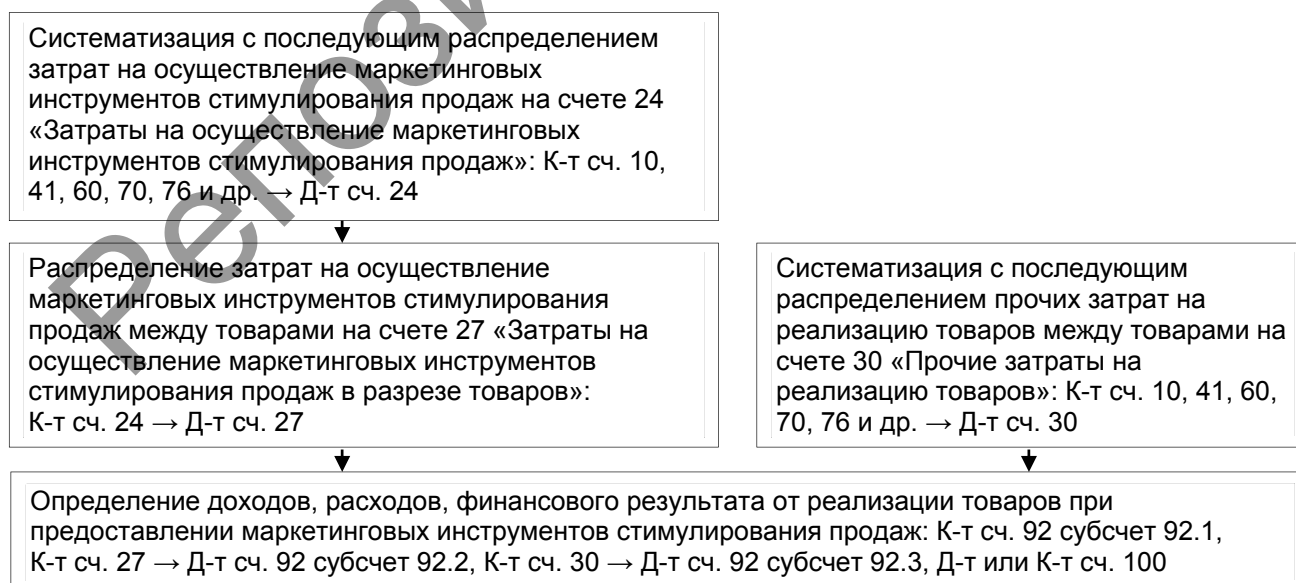 Систематизация с последующим распределением
затрат на осуществление маркетинговых
инструментов стимулирования продаж на счете 24
«Затраты на осуществление маркетинговых
инструментов стимулирования продаж»: К-т сч. 10,
41, 60, 70, 76 и др. → Д-т сч. 24
Распределение затрат на осуществление
маркетинговых инструментов стимулирования
продаж между товарами на счете 27 «Затраты на
осуществление маркетинговых инструментов
стимулирования продаж в разрезе товаров»:
К-т сч. 24 → Д-т сч. 27
Систематизация с последующим
распределением прочих затрат на
реализацию товаров между товарами на
счете 30 «Прочие затраты на
реализацию товаров»: К-т сч. 10, 41, 60,
70, 76 и др. → Д-т сч. 30
Определение доходов, расходов, финансового результата от реализации товаров при
предоставлении маркетинговых инструментов стимулирования продаж: К-т сч. 92 субсчет 92.1,
К-т сч. 27 → Д-т сч. 92 субсчет 92.2, К-т сч. 30 → Д-т сч. 92 субсчет 92.3, Д-т или К-т сч. 100
Репози